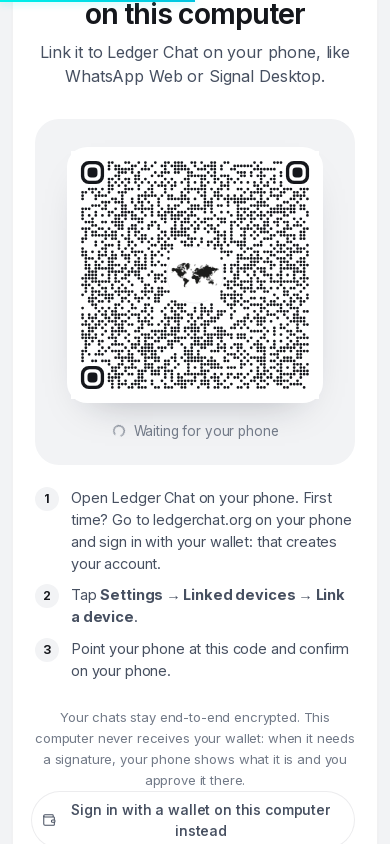 on this computer
Link it to Ledger Chat on your phone, like
WhatsApp Web or Signal Desktop.
Waiting for your phone
1 Open Ledger Chat on your phone. First
time? Go to ledgerchat.org on your phone
and sign in with your wallet: that creates
your account.
2 Tap Settings → Linked devices → Link
a device.
3 Point your phone at this code and confirm
on your phone.
Your chats stay end-to-end encrypted. This
computer never receives your wallet: when it needs
a signature, your phone shows what it is and you
approve it there.
Sign in with a wallet on this computer
instead